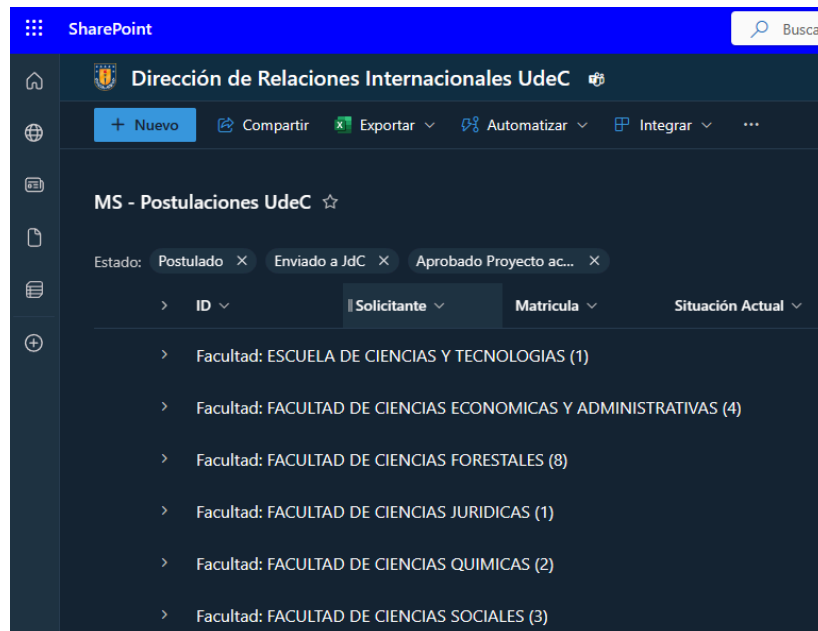 SharePoint
Busca
Dirección de Relaciones Internacionales UdeC
+ Nuevo Compartir Exportar Automatizar Integrar ...
MS - Postulaciones UdeC
Estado: Postulado Enviado a JdC Aprobado Proyecto ac...
ID Solicitante Matricula Situación Actual
Facultad: ESCUELA DE CIENCIAS Y TECNOLOGIAS (1)
Facultad: FACULTAD DE CIENCIAS ECONOMICAS Y ADMINISTRATIVAS (4)
Facultad: FACULTAD DE CIENCIAS FORESTALES (8)
Facultad: FACULTAD DE CIENCIAS JURIDICAS (1)
Facultad: FACULTAD DE CIENCIAS QUIMICAS (2)
Facultad: FACULTAD DE CIENCIAS SOCIALES (3)